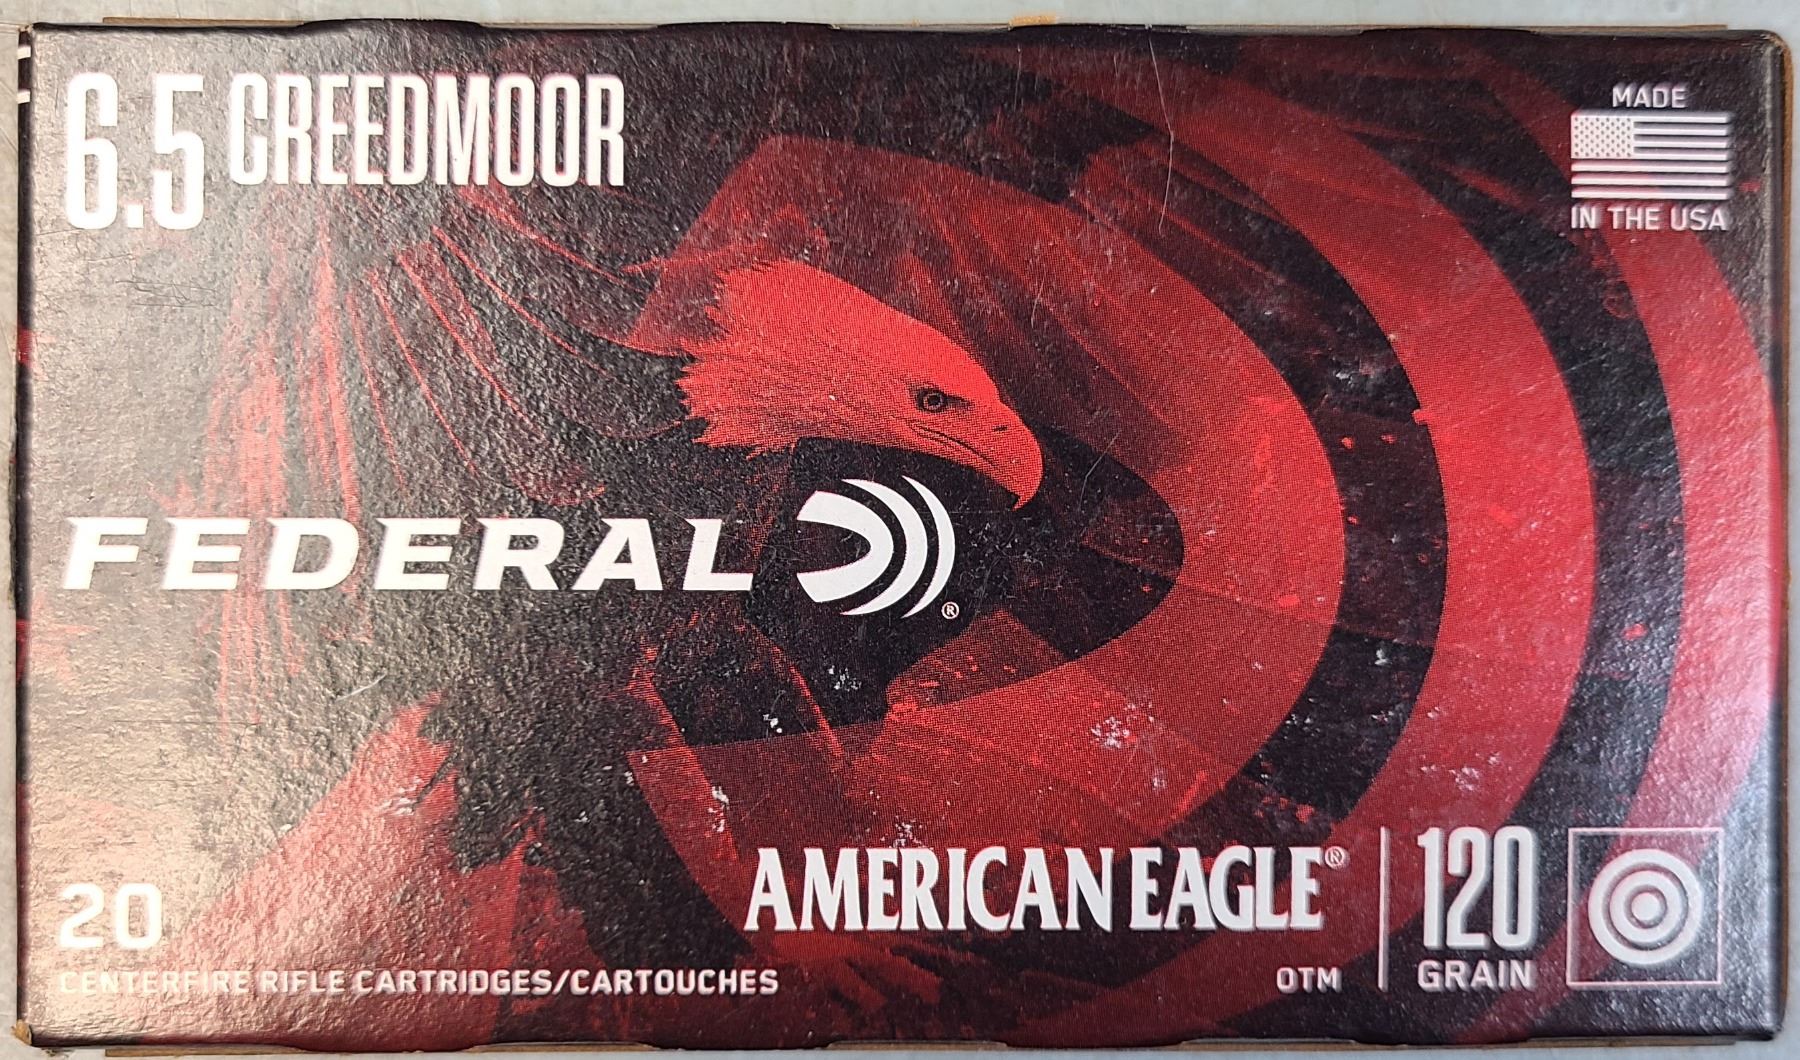 6.5 CREEDMOOR
MADE
IN THE USA
FEDERAL ®
AMERICAN EAGLE®
120
GRAIN
OTM
20
CENTERFIRE RIFLE CARTRIDGES/CARTOUCHES